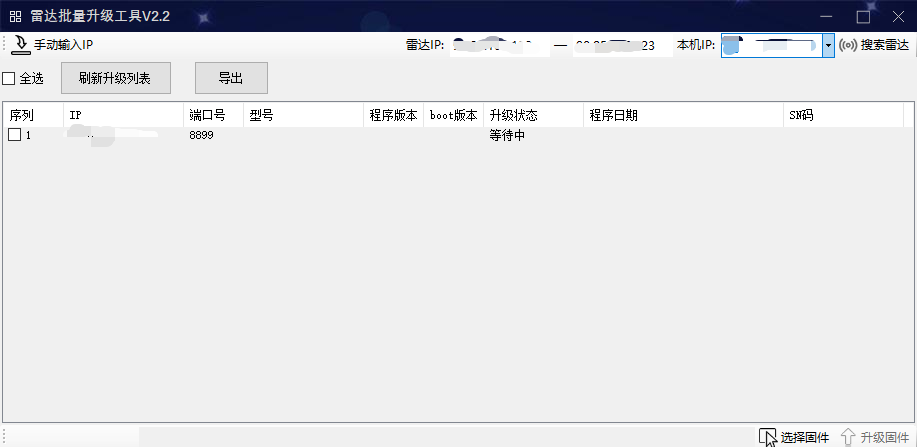 雷达批量升级工具V2.2
手动输入IP 雷达IP: — 23 本机IP: 搜索雷达
全选 刷新升级列表 导出
序列 IP 端口号 型号 程序版本 boot版本 升级状态 程序日期 SN码
1 8899 等待中
选择固件 升级固件